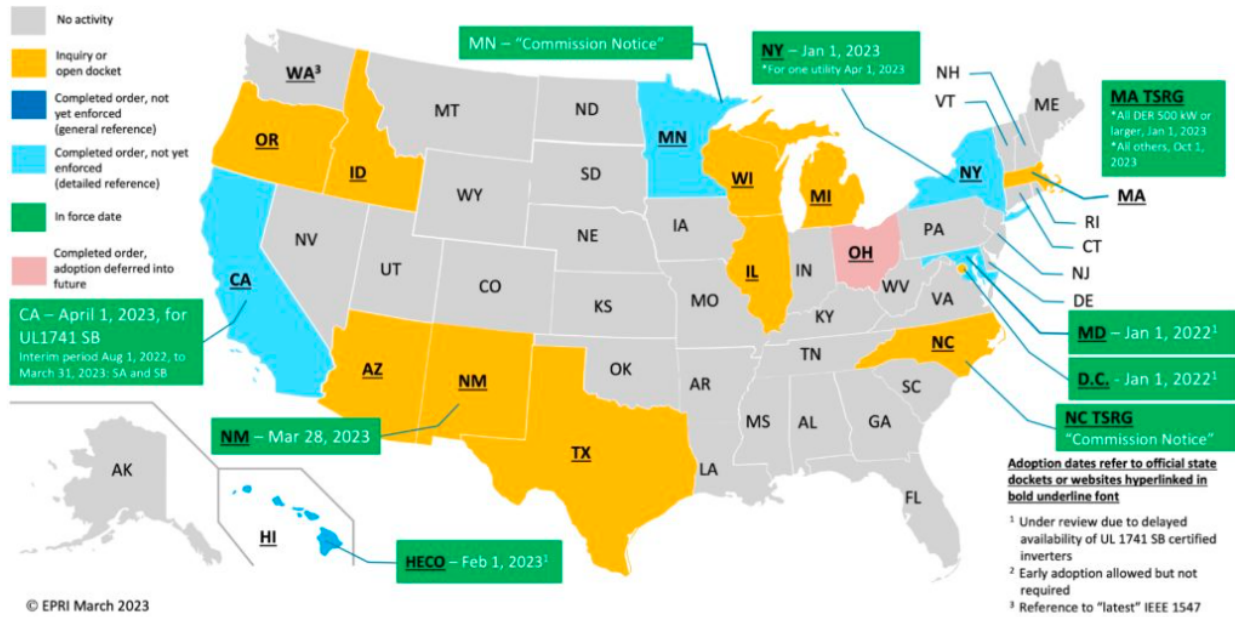 No activity
Inquiry or
open docket
Completed order, not
yet enforced
(general reference)
Completed order, not yet
enforced
(detailed reference)
In force date
Completed order,
adoption deferred into
future
MN – "Commission Notice"
NY – Jan 1, 2023
*For one utility Apr 1, 2023
MA TSRG
*All DER 500 kW or
larger, Jan 1, 2023
*All others, Oct 1,
2023
WA³
MT
ND
MN
NH
VT
ME
OR
ID
SD
WI
MI
NY
MA
WY
RI
CT
NJ
DE
IA
PA
NE
NV
UT
CA
CO
IL
IN
OH
WV
VA
KS
MO
KY
CA – April 1, 2023, for
UL1741 SB
Interim period Aug 1, 2022, to
March 31, 2023: SA and SB
MD – Jan 1, 2022¹
D.C. - Jan 1, 2022¹
NC TSRG
"Commission Notice"
AZ
NM
OK
AR
TN
NC
SC
MS
AL
GA
NM – Mar 28, 2023
TX
LA
FL
AK
HI
HECO – Feb 1, 2023¹
Adoption dates refer to official state
dockets or websites hyperlinked in
bold underline font
¹ Under review due to delayed
availability of UL 1741 SB certified
inverters
² Early adoption allowed but not
required
³ Reference to "latest" IEEE 1547
© EPRI March 2023